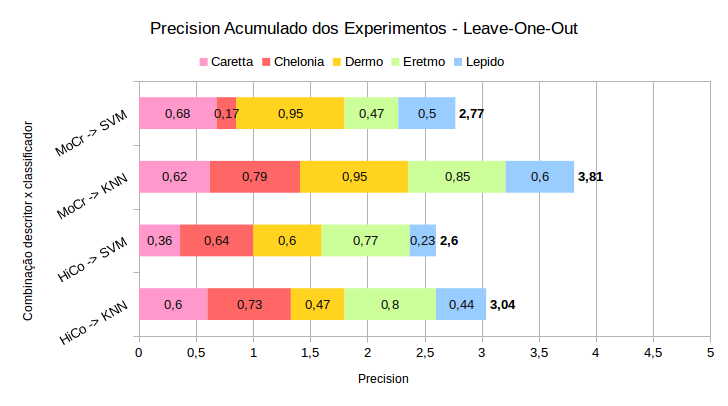 Precision Acumulado dos Experimentos - Leave-One-Out
Caretta Chelonia Dermo Eretmo Lepido
Combinação descritor x classificador
MoCr -> SVM
0,68 0,17 0,95 0,47 0,5 2,77
MoCr -> KNN
0,62 0,79 0,95 0,85 0,6 3,81
HiCo -> SVM
0,36 0,64 0,6 0,77 0,23 2,6
HiCo -> KNN
0,6 0,73 0,47 0,8 0,44 3,04
0 0,5 1 1,5 2 2,5 3 3,5 4 4,5 5
Precision